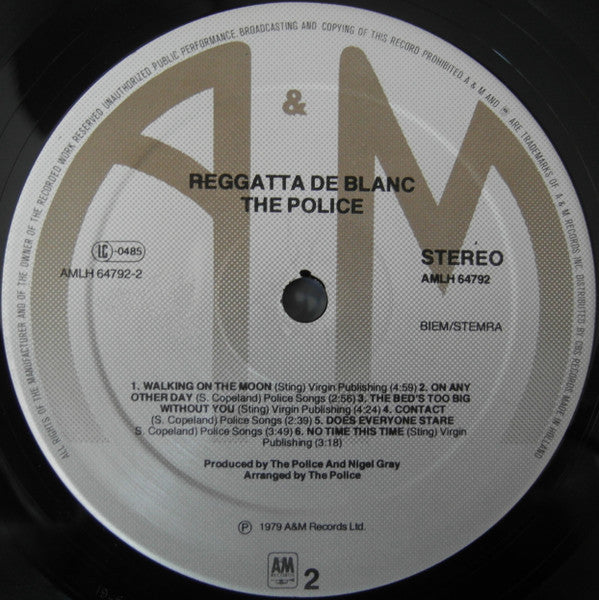 ALL RIGHTS OF THE MANUFACTURER AND OF THE OWNER OF THE RECORDED WORK RESERVED UNAUTHORIZED PUBLIC PERFORMANCE BROADCASTING AND COPYING OF THIS RECORD PROHIBITED A & M AND ARE TRADEMARKS OF A & M RECORDS INC. DISTRIBUTED BY CBS RECORDS MADE IN HOLLAND
A & M
REGGATTA DE BLANC
THE POLICE
LC-0485
AMLH 64792-2
STEREO
AMLH 64792
BIEM/STEMRA
1. WALKING ON THE MOON (Sting) Virgin Publishing (4:59) 2. ON ANY
OTHER DAY (S. Copeland) Police Songs (2:56) 3. THE BED'S TOO BIG
WITHOUT YOU (Sting) Virgin Publishing (4:24) 4. CONTACT
(S. Copeland) Police Songs (2:39) 5. DOES EVERYONE STARE
S. Copeland) Police Songs (3:49) 6. NO TIME THIS TIME (Sting) Virgin
Publishing (3:18)
Produced by The Police And Nigel Gray
Arranged by The Police
℗ 1979 A&M Records Ltd.
A&M
RECORDS
2